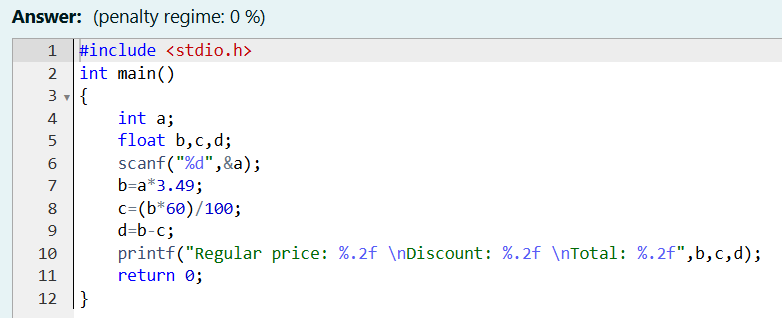 Answer: (penalty regime: 0 %)
1 #include <stdio.h>
2 int main()
3 {
4     int a;
5     float b,c,d;
6     scanf("%d",&a);
7     b=a*3.49;
8     c=(b*60)/100;
9     d=b-c;
10     printf("Regular price: %.2f \nDiscount: %.2f \nTotal: %.2f",b,c,d);
11     return 0;
12 }